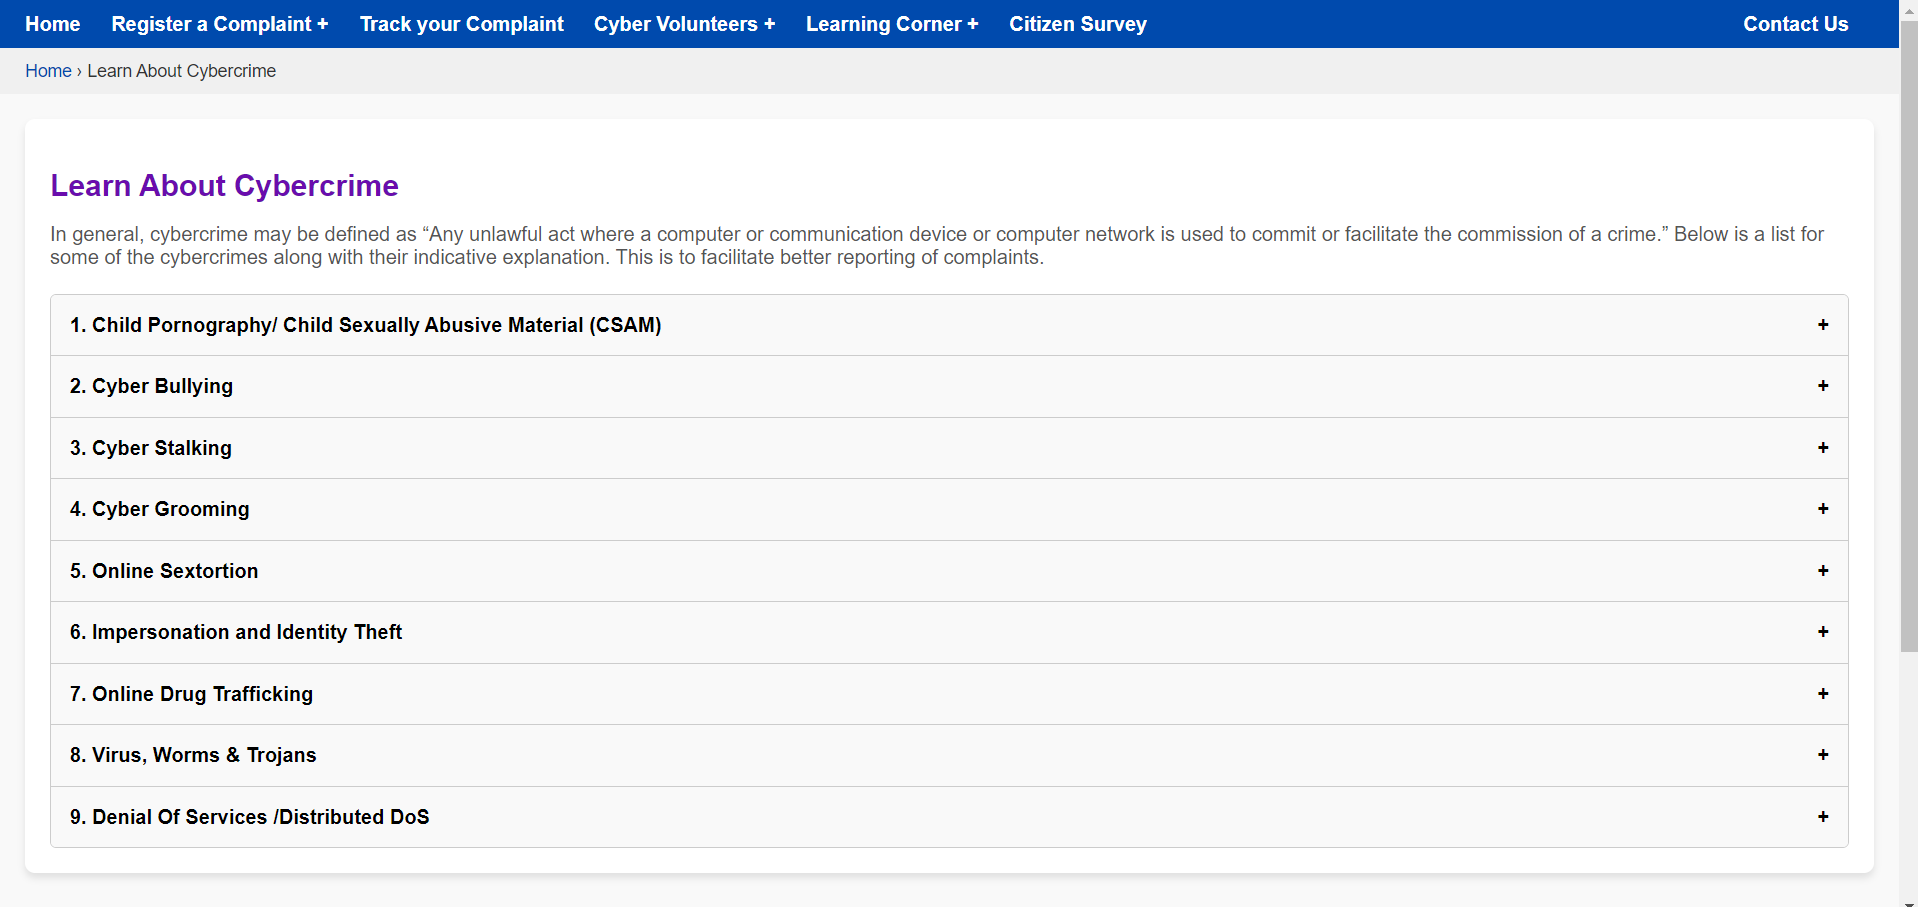 Home Register a Complaint + Track your Complaint Cyber Volunteers + Learning Corner + Citizen Survey Contact Us
Home › Learn About Cybercrime
Learn About Cybercrime
In general, cybercrime may be defined as “Any unlawful act where a computer or communication device or computer network is used to commit or facilitate the commission of a crime.” Below is a list for
some of the cybercrimes along with their indicative explanation. This is to facilitate better reporting of complaints.
1. Child Pornography/ Child Sexually Abusive Material (CSAM) +
2. Cyber Bullying +
3. Cyber Stalking +
4. Cyber Grooming +
5. Online Sextortion +
6. Impersonation and Identity Theft +
7. Online Drug Trafficking +
8. Virus, Worms & Trojans +
9. Denial Of Services /Distributed DoS +